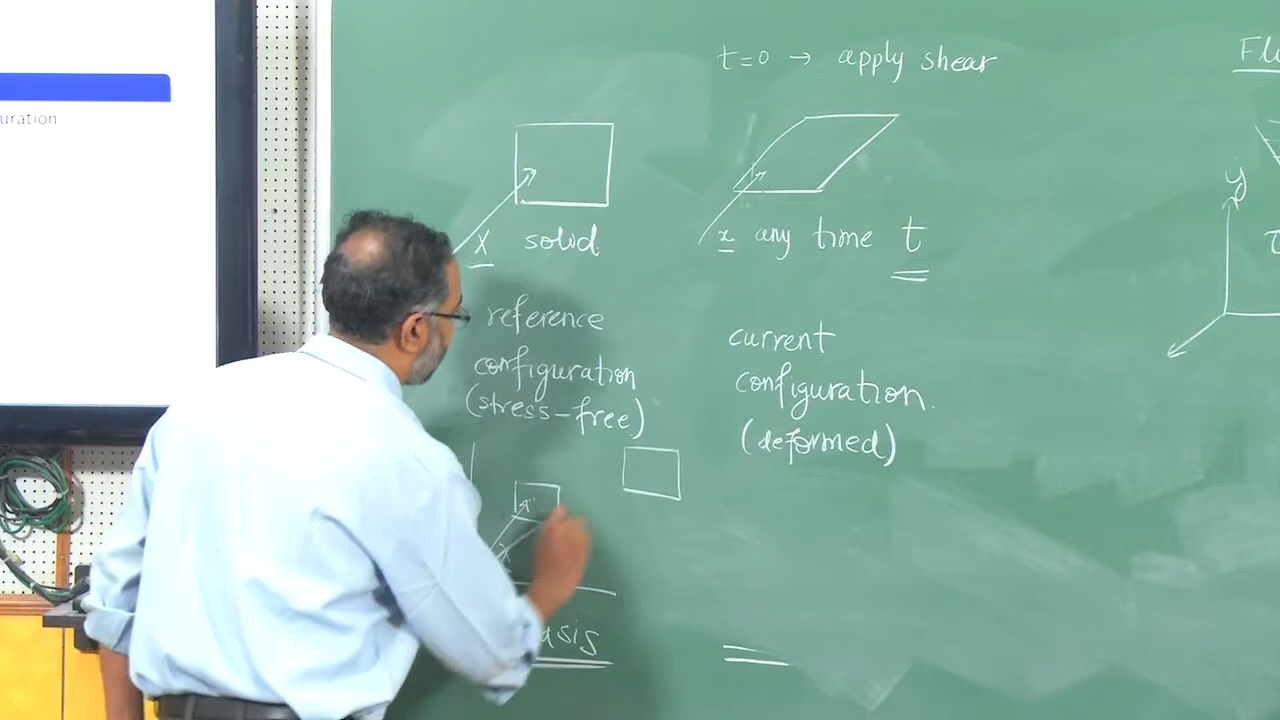 uration
t=0 → apply shear
X solid
x any time t
reference
configuration
(stress-free)
current
configuration.
(deformed)
X
y